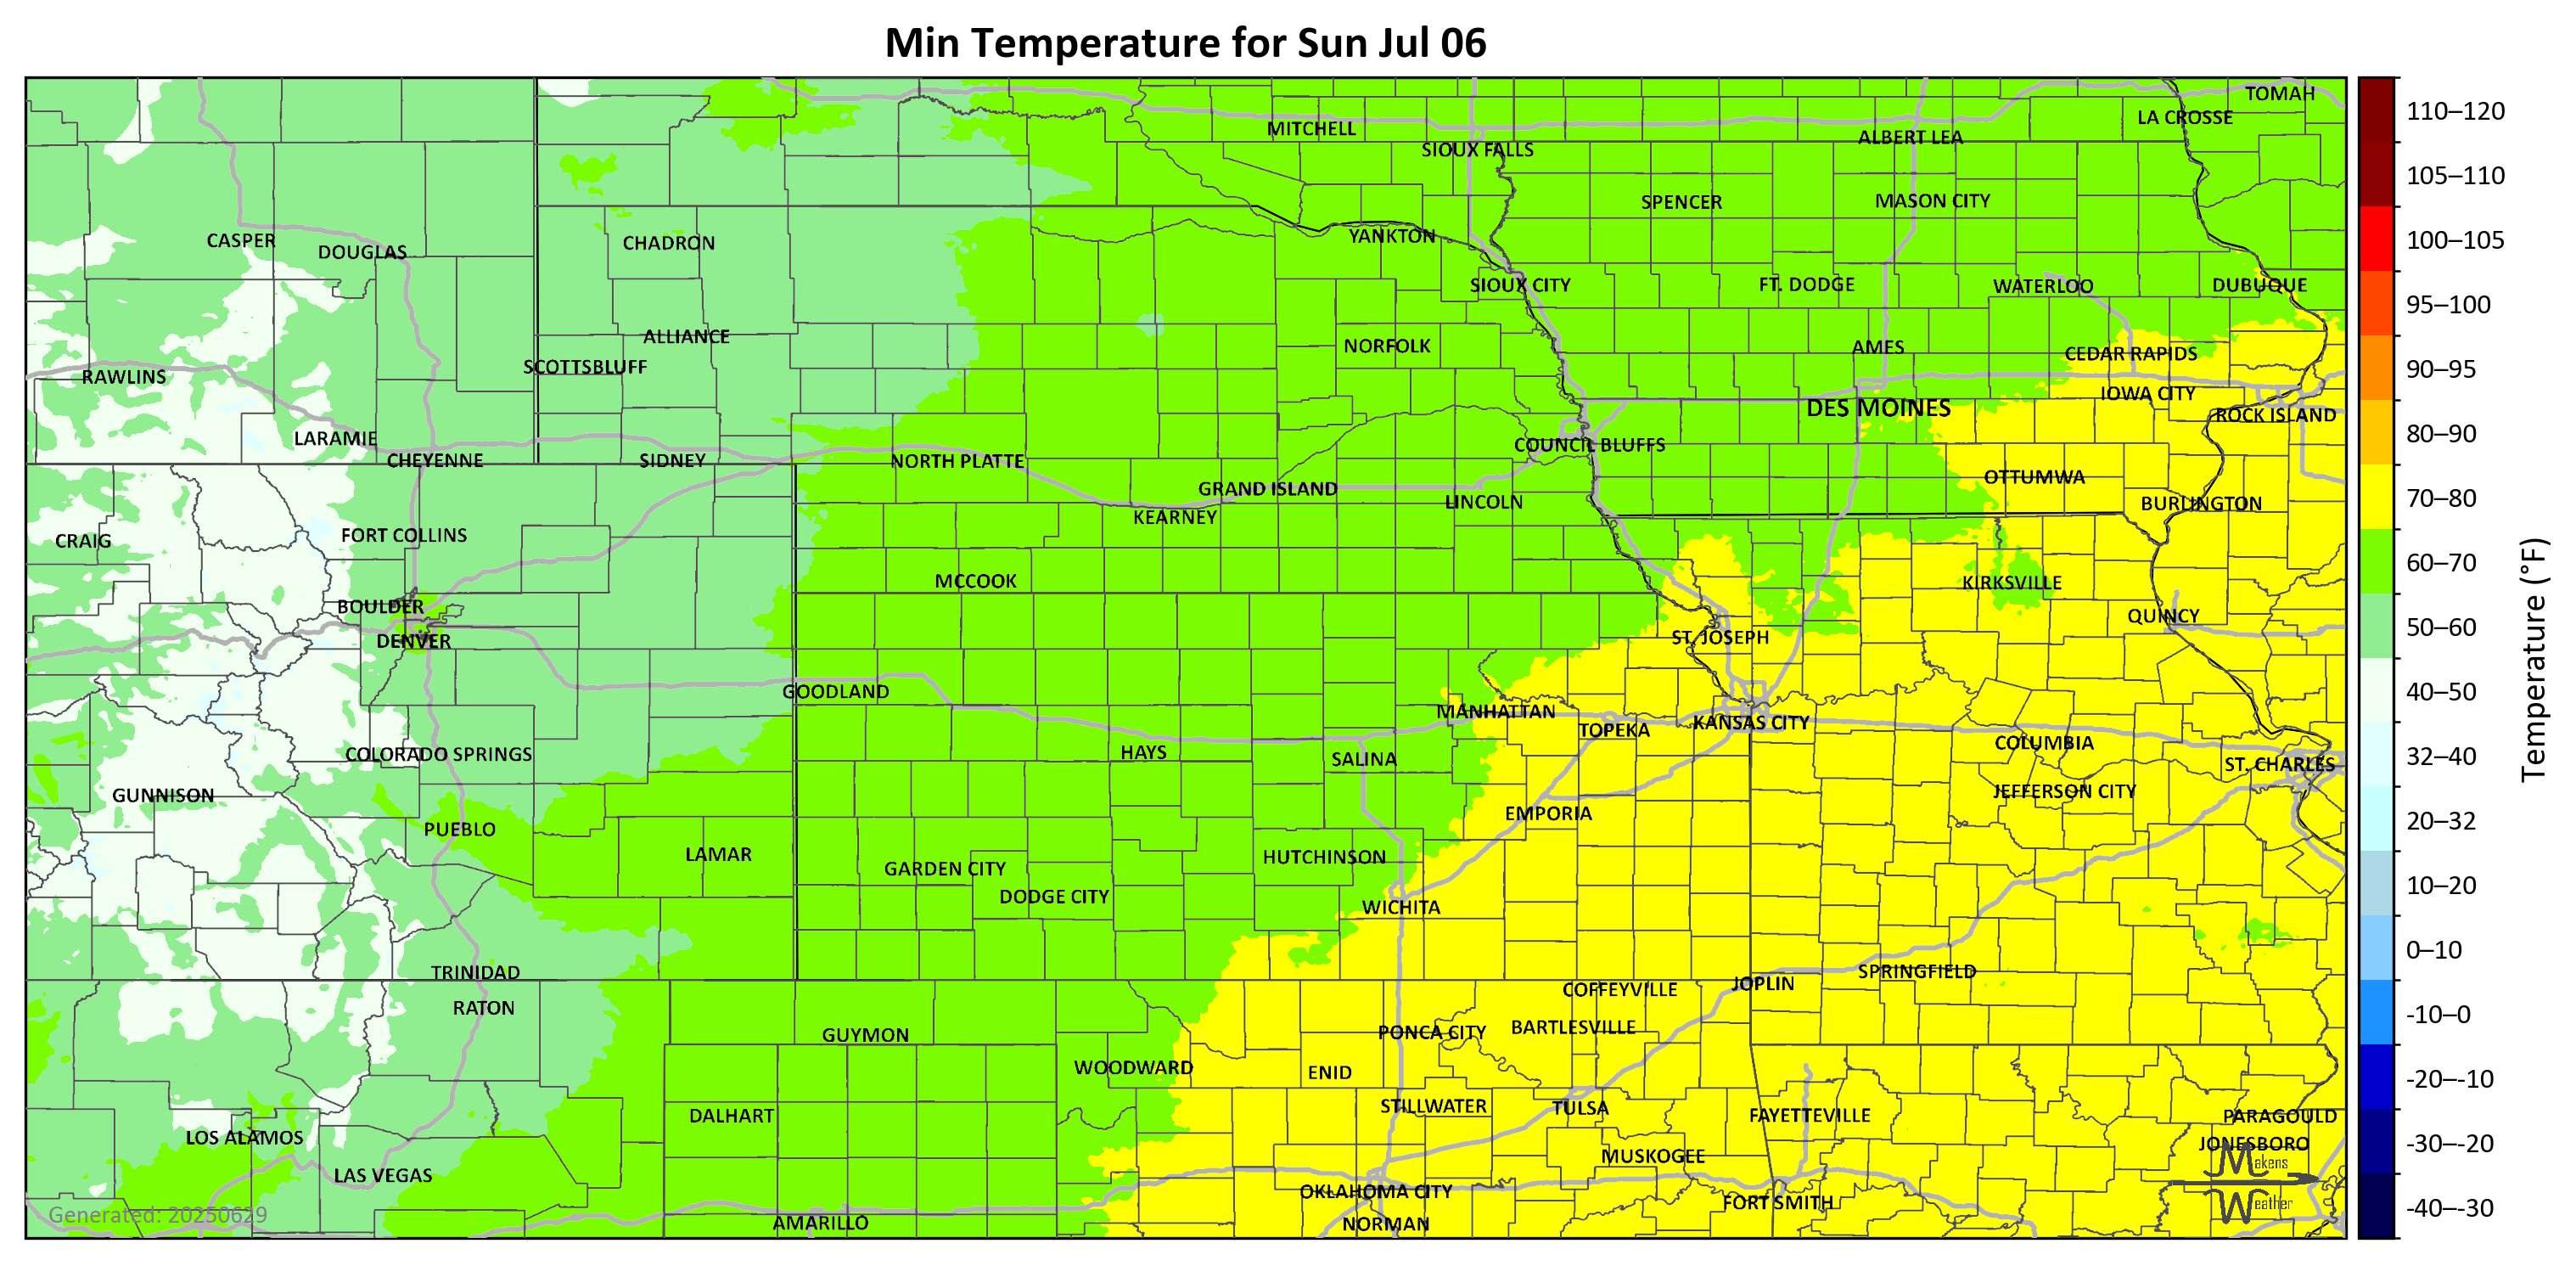 Min Temperature for Sun Jul 06
TOMAH
LA CROSSE
MITCHELL
ALBERT LEA
SIOUX FALLS
SPENCER
MASON CITY
CASPER
DOUGLAS
CHADRON
YANKTON
SIOUX CITY
FT. DODGE
WATERLOO
DUBUQUE
ALLIANCE
NORFOLK
AMES
CEDAR RAPIDS
SCOTTSBLUFF
RAWLINS
IOWA CITY
DES MOINES
ROCK ISLAND
LARAMIE
COUNCIL BLUFFS
CHEYENNE
SIDNEY
NORTH PLATTE
OTTUMWA
GRAND ISLAND
LINCOLN
BURLINGTON
KEARNEY
CRAIG
FORT COLLINS
MCCOOK
KIRKSVILLE
BOULDER
QUINCY
DENVER
ST. JOSEPH
GOODLAND
MANHATTAN
TOPEKA
KANSAS CITY
COLUMBIA
COLORADO SPRINGS
HAYS
SALINA
ST. CHARLES
GUNNISON
JEFFERSON CITY
EMPORIA
PUEBLO
LAMAR
HUTCHINSON
GARDEN CITY
DODGE CITY
WICHITA
TRINIDAD
SPRINGFIELD
JOPLIN
COFFEYVILLE
RATON
GUYMON
PONCA CITY
BARTLESVILLE
WOODWARD
ENID
DALHART
STILLWATER
TULSA
FAYETTEVILLE
PARAGOULD
LOS ALAMOS
JONESBORO
MUSKOGEE
LAS VEGAS
OKLAHOMA CITY
FORT SMITH
AMARILLO
NORMAN
Generated: 20250629
Makens
Weather
110–120
105–110
100–105
95–100
90–95
80–90
70–80
60–70
50–60
40–50
32–40
20–32
10–20
0–10
-10–0
-20–-10
-30–-20
-40–-30
Temperature (°F)